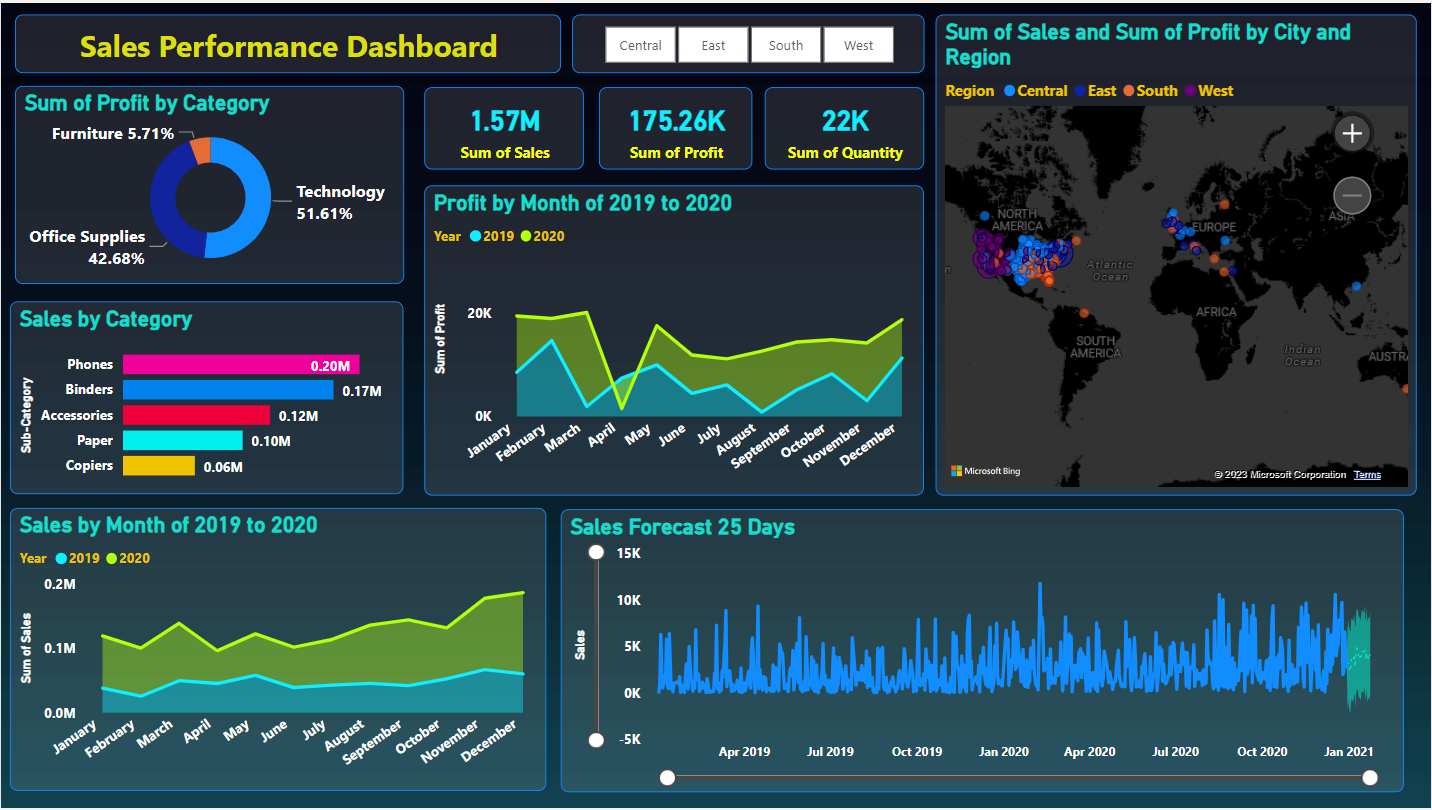 Sales Performance Dashboard
Central
East
South
West
Sum of Sales and Sum of Profit by City and
Region
Region Central East South West
NORTH
AMERICA
EUROPE
ASIA
Atlantic
Ocean
AFRICA
SOUTH
AMERICA
Indian
Ocean
AUSTRA
Microsoft Bing
© 2023 Microsoft Corporation Terms
Sum of Profit by Category
Furniture 5.71%
Technology
51.61%
Office Supplies
42.68%
1.57M
Sum of Sales
175.26K
Sum of Profit
22K
Sum of Quantity
Profit by Month of 2019 to 2020
Year 2019 2020
Sum of Profit
20K
0K
January
February
March
April
May
June
July
August
September
October
November
December
Sales by Category
Sub-Category
Phones 0.20M
Binders 0.17M
Accessories 0.12M
Paper 0.10M
Copiers 0.06M
Sales by Month of 2019 to 2020
Year 2019 2020
Sum of Sales
0.2M
0.1M
0.0M
January
February
March
April
May
June
July
August
September
October
November
December
Sales Forecast 25 Days
Sales
15K
10K
5K
0K
-5K
Apr 2019
Jul 2019
Oct 2019
Jan 2020
Apr 2020
Jul 2020
Oct 2020
Jan 2021